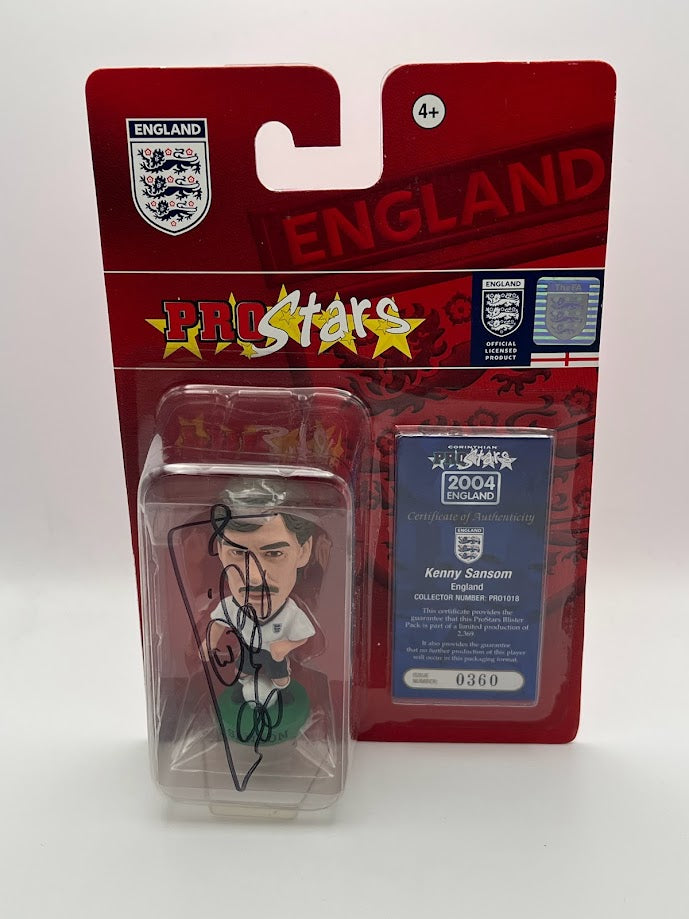 ENGLAND
4+
ENGLAND
PROStars
ENGLAND
OFFICIAL
LICENSED
PRODUCT
The FA
CORINTHIAN
PROStars
2004
ENGLAND
Certificate of Authenticity
Kenny Sansom
England
COLLECTOR NUMBER: PRO1018
This certificate provides the
guarantee that this ProStars Blister
Pack is part of a limited production of
2,369.
It also provides the guarantee
that no further production of this player
will occur in this packaging format.
ISSUE
NUMBER:
0360